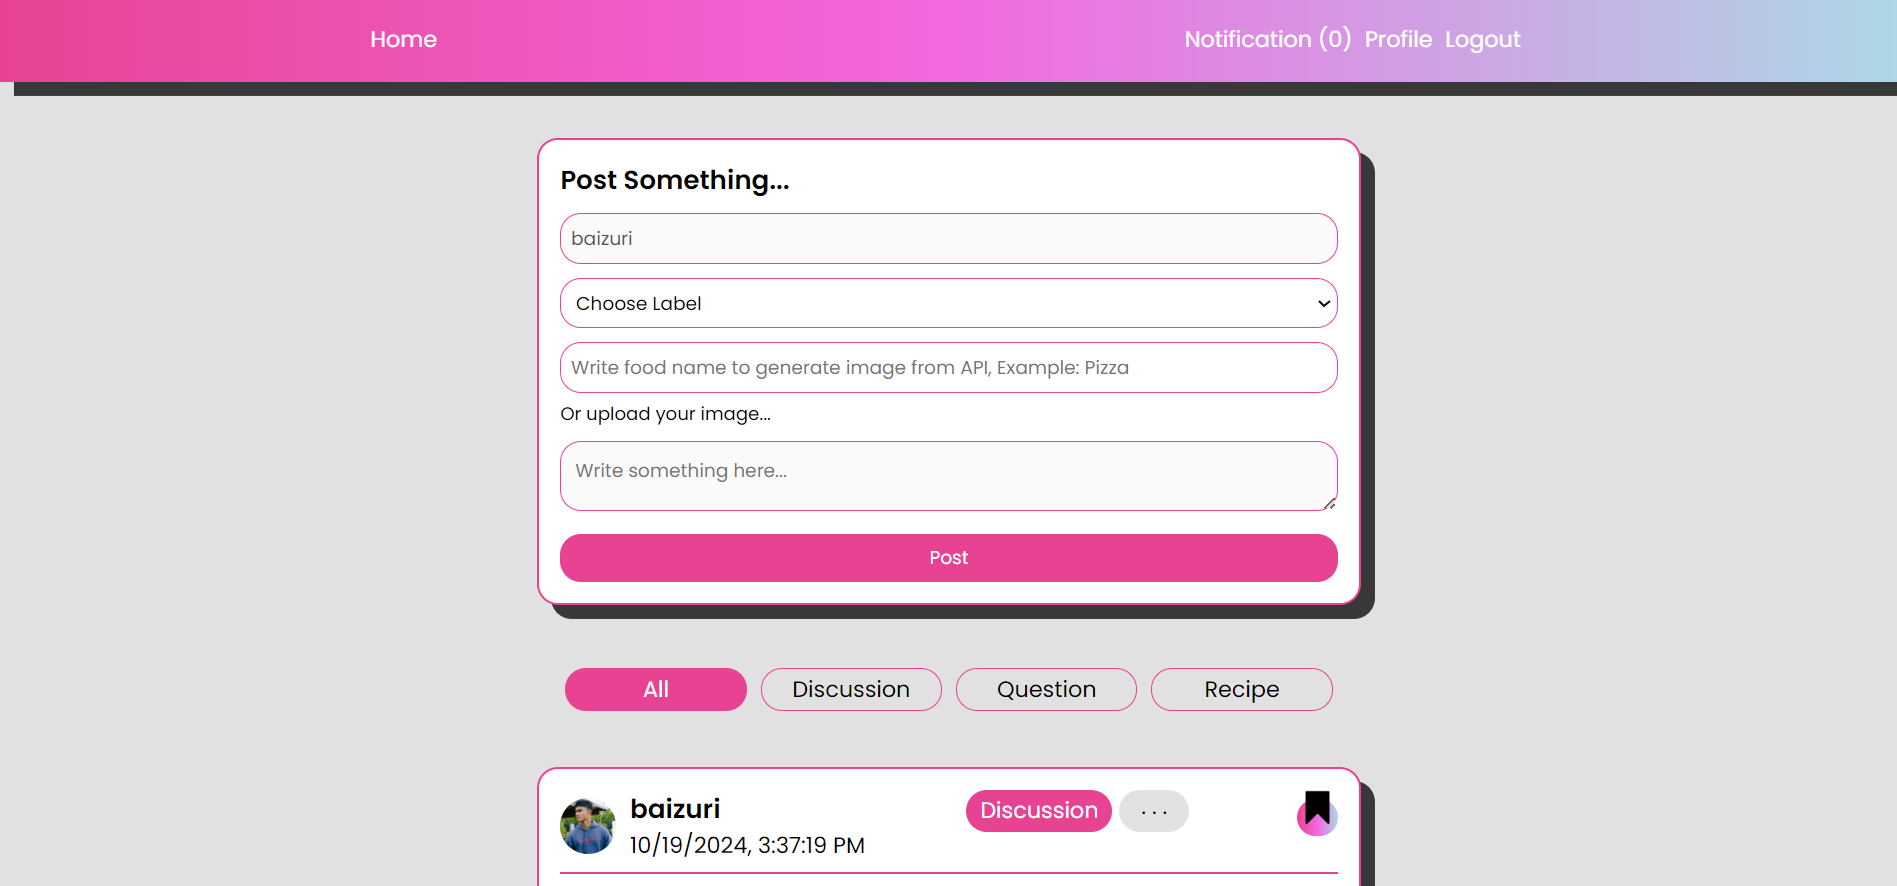 Home Notification (0) Profile Logout
Post Something...
baizuri
Choose Label
Write food name to generate image from API, Example: Pizza
Or upload your image...
Write something here...
Post
All Discussion Question Recipe
baizuri Discussion ...
10/19/2024, 3:37:19 PM